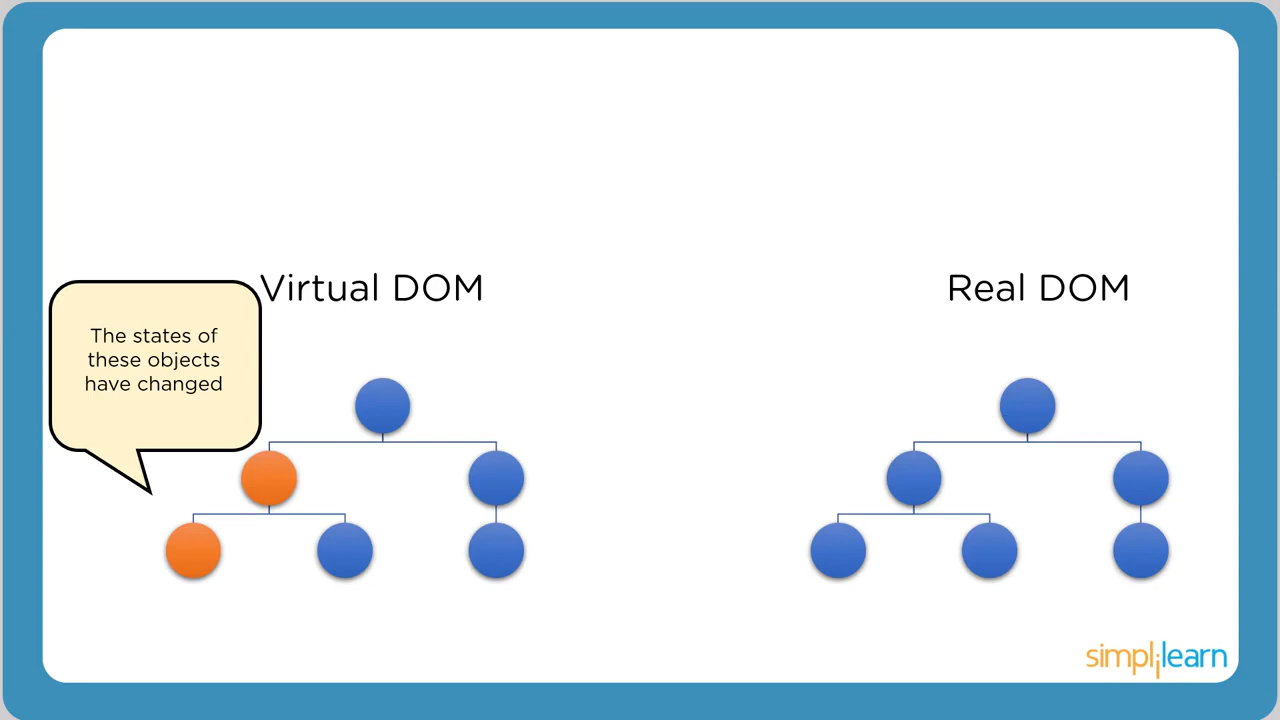 Virtual DOM
Real DOM
The states of
these objects
have changed
simplilearn